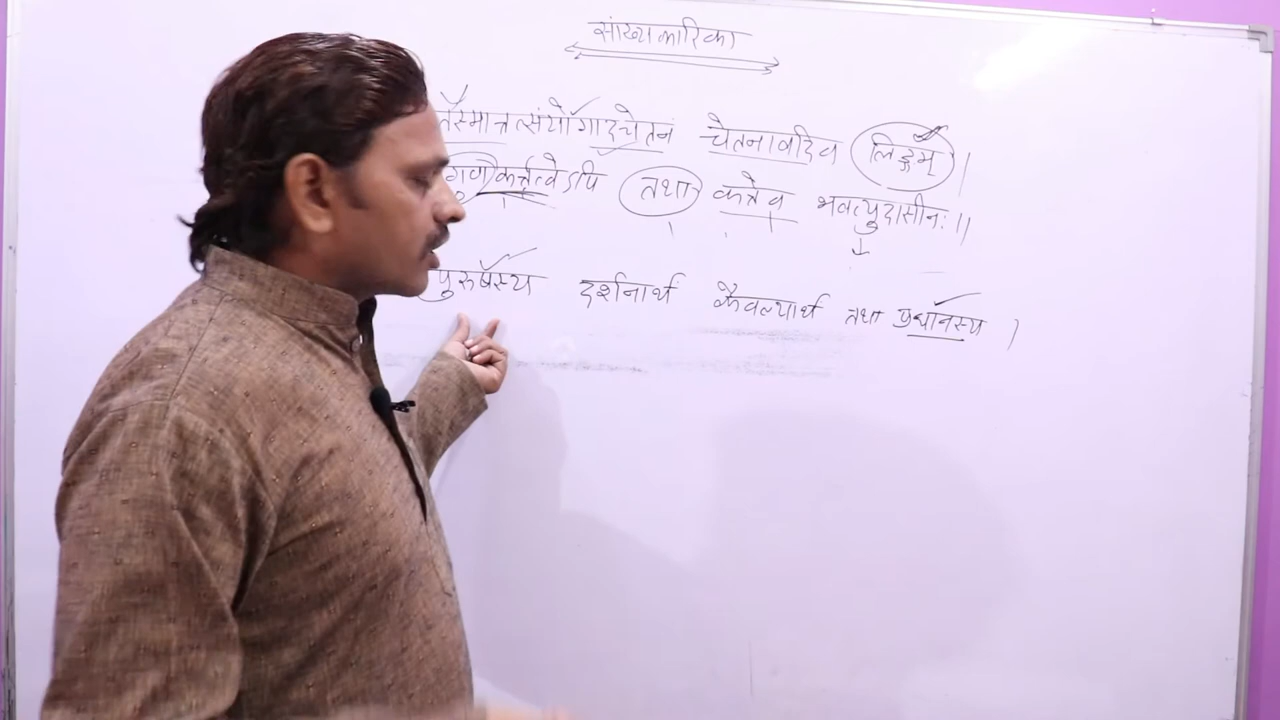 सांख्यकारिका
तस्मात्तत्संयोगादचेतनं चेतनावदिव लिङ्गम् ।
गुणकर्तृत्वेऽपि तथा कर्त्तेव भवत्युदासीनः ॥
पुरुषस्य दर्शनार्थं कैवल्यार्थं तथा प्रधानस्य ।